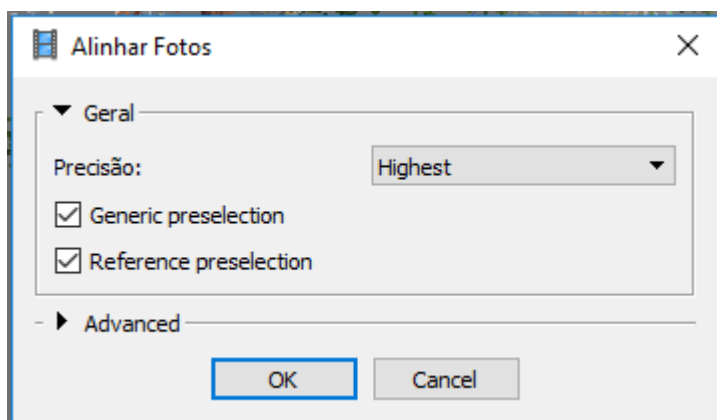 Alinhar Fotos
Geral
Precisão: Highest
Generic preselection
Reference preselection
Advanced
OK Cancel